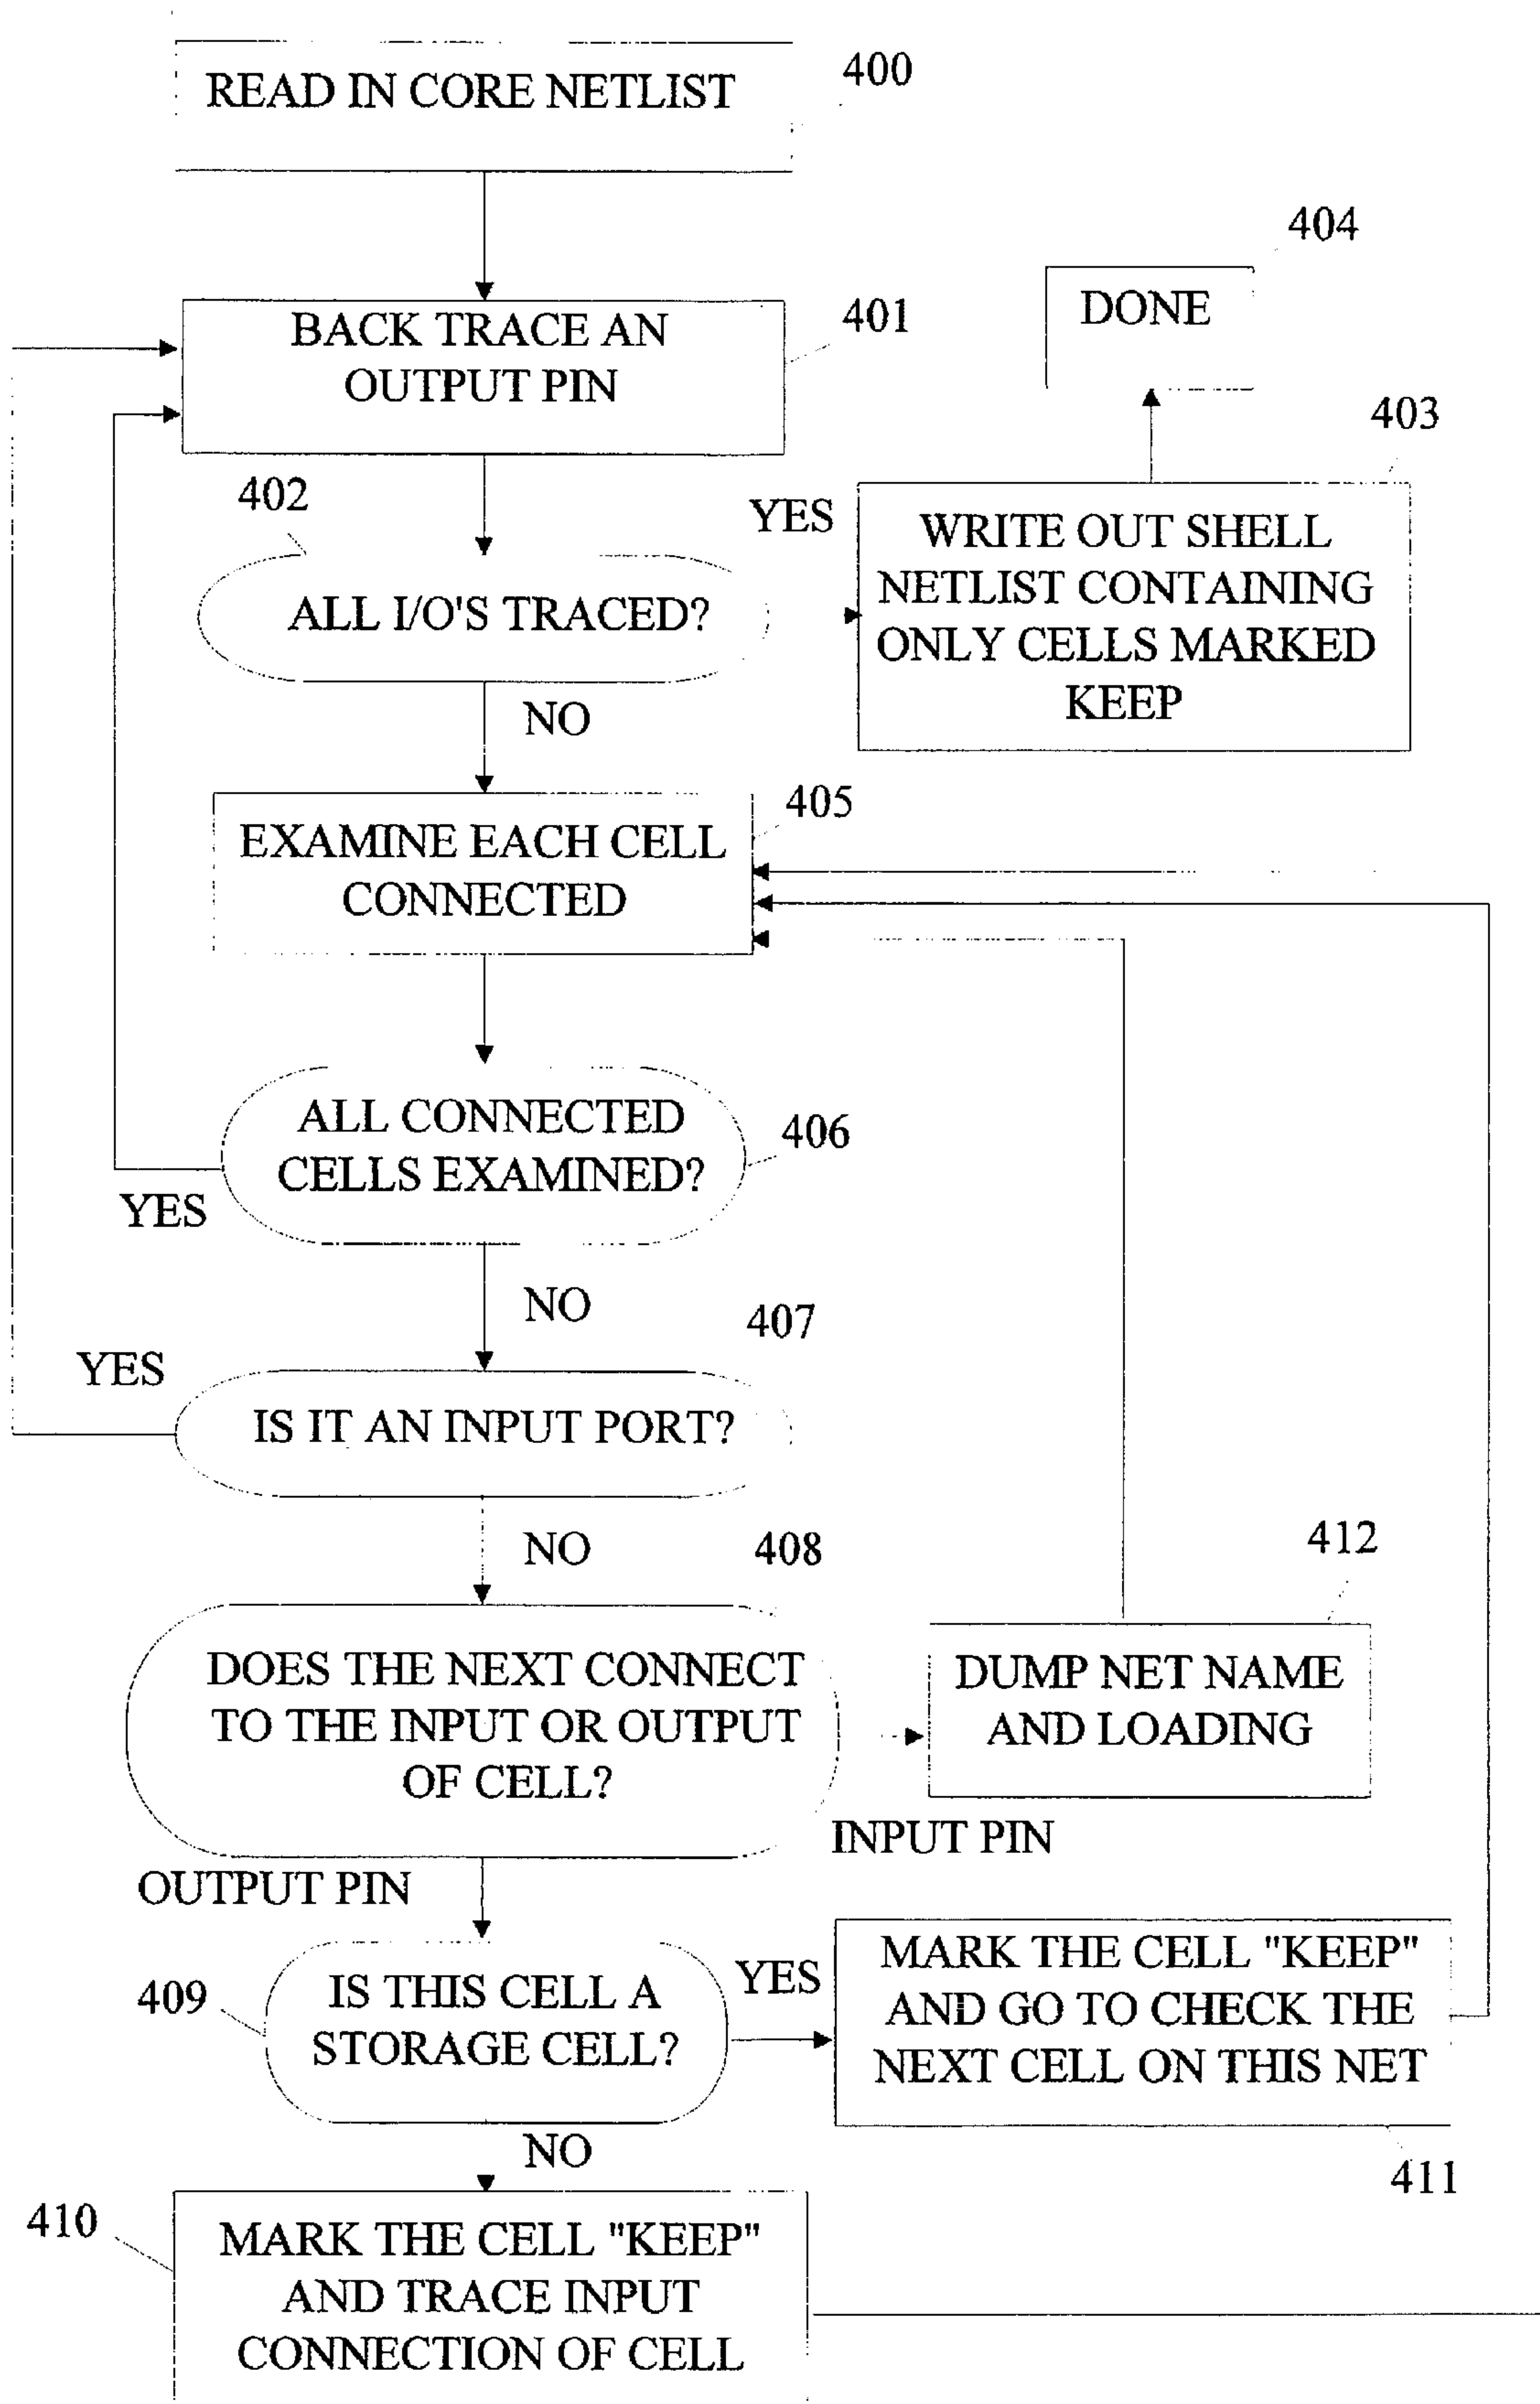 READ IN CORE NETLIST
400
BACK TRACE AN
OUTPUT PIN
401
404
DONE
403
402
YES
ALL I/O'S TRACED?
WRITE OUT SHELL
NETLIST CONTAINING
ONLY CELLS MARKED
KEEP
NO
405
EXAMINE EACH CELL
CONNECTED
ALL CONNECTED
CELLS EXAMINED?
406
YES
NO
407
YES
IS IT AN INPUT PORT?
NO
408
412
DOES THE NEXT CONNECT
TO THE INPUT OR OUTPUT
OF CELL?
DUMP NET NAME
AND LOADING
INPUT PIN
OUTPUT PIN
409
IS THIS CELL A
STORAGE CELL?
YES
MARK THE CELL "KEEP"
AND GO TO CHECK THE
NEXT CELL ON THIS NET
411
NO
410
MARK THE CELL "KEEP"
AND TRACE INPUT
CONNECTION OF CELL